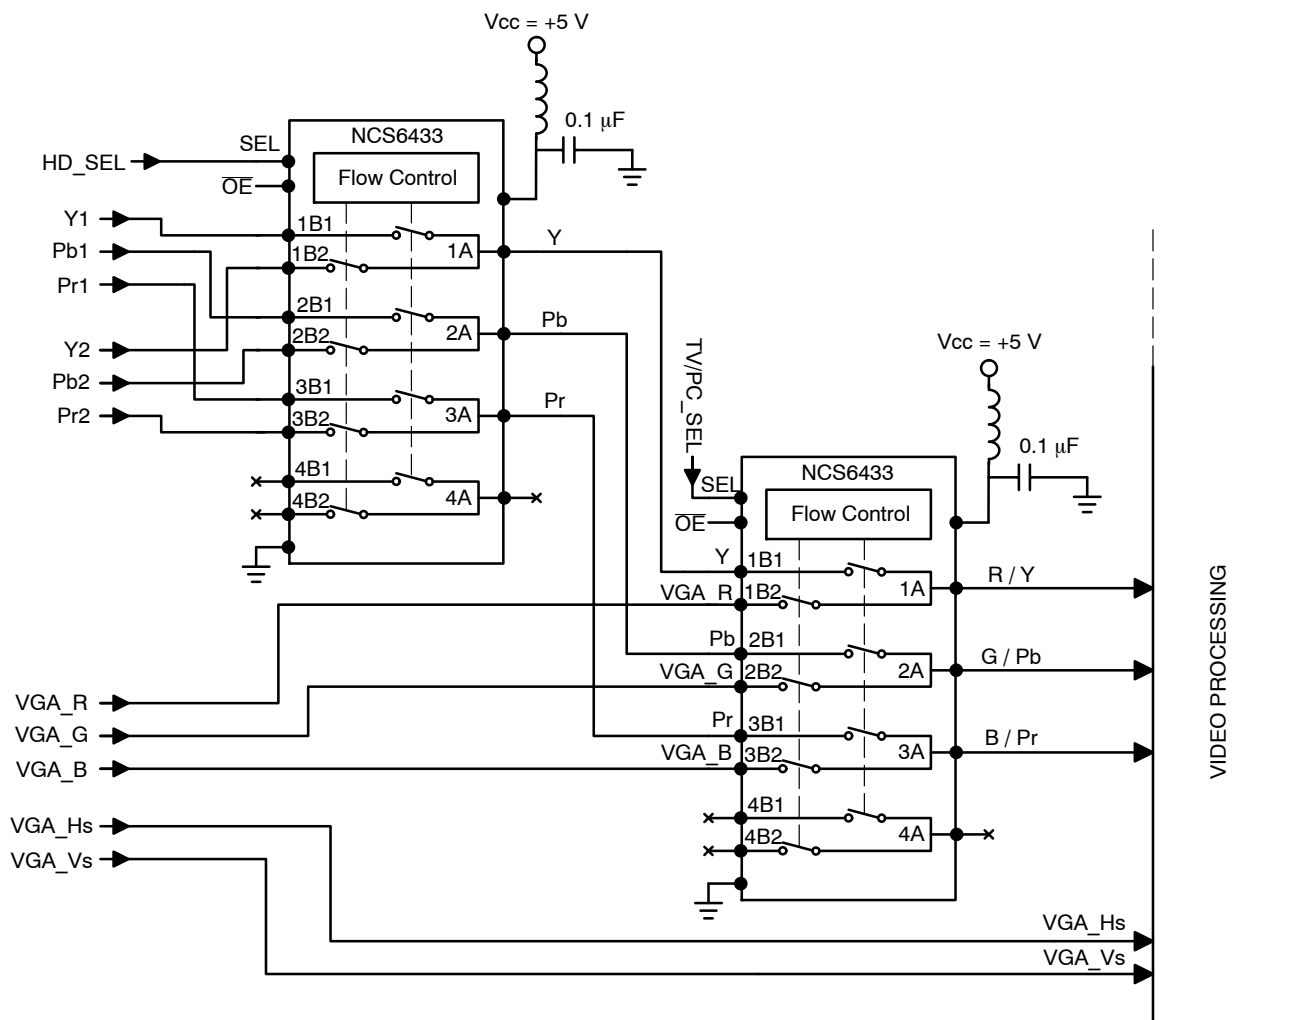 Vcc = +5 V
0.1 µF
NCS6433
Flow Control
SEL
HD_SEL
OE
Y1
Pb1
Pr1
Y2
Pb2
Pr2
1B1
1B2
1A
2B1
2B2
2A
3B1
3B2
3A
4B1
4B2
4A
Y
Pb
Pr
TV/PC_SEL
Vcc = +5 V
0.1 µF
NCS6433
Flow Control
SEL
OE
Y
VGA_R
Pb
VGA_G
Pr
VGA_B
1B1
1B2
1A
2B1
2B2
2A
3B1
3B2
3A
4B1
4B2
4A
R / Y
G / Pb
B / Pr
VIDEO PROCESSING
VGA_R
VGA_G
VGA_B
VGA_Hs
VGA_Vs
VGA_Hs
VGA_Vs